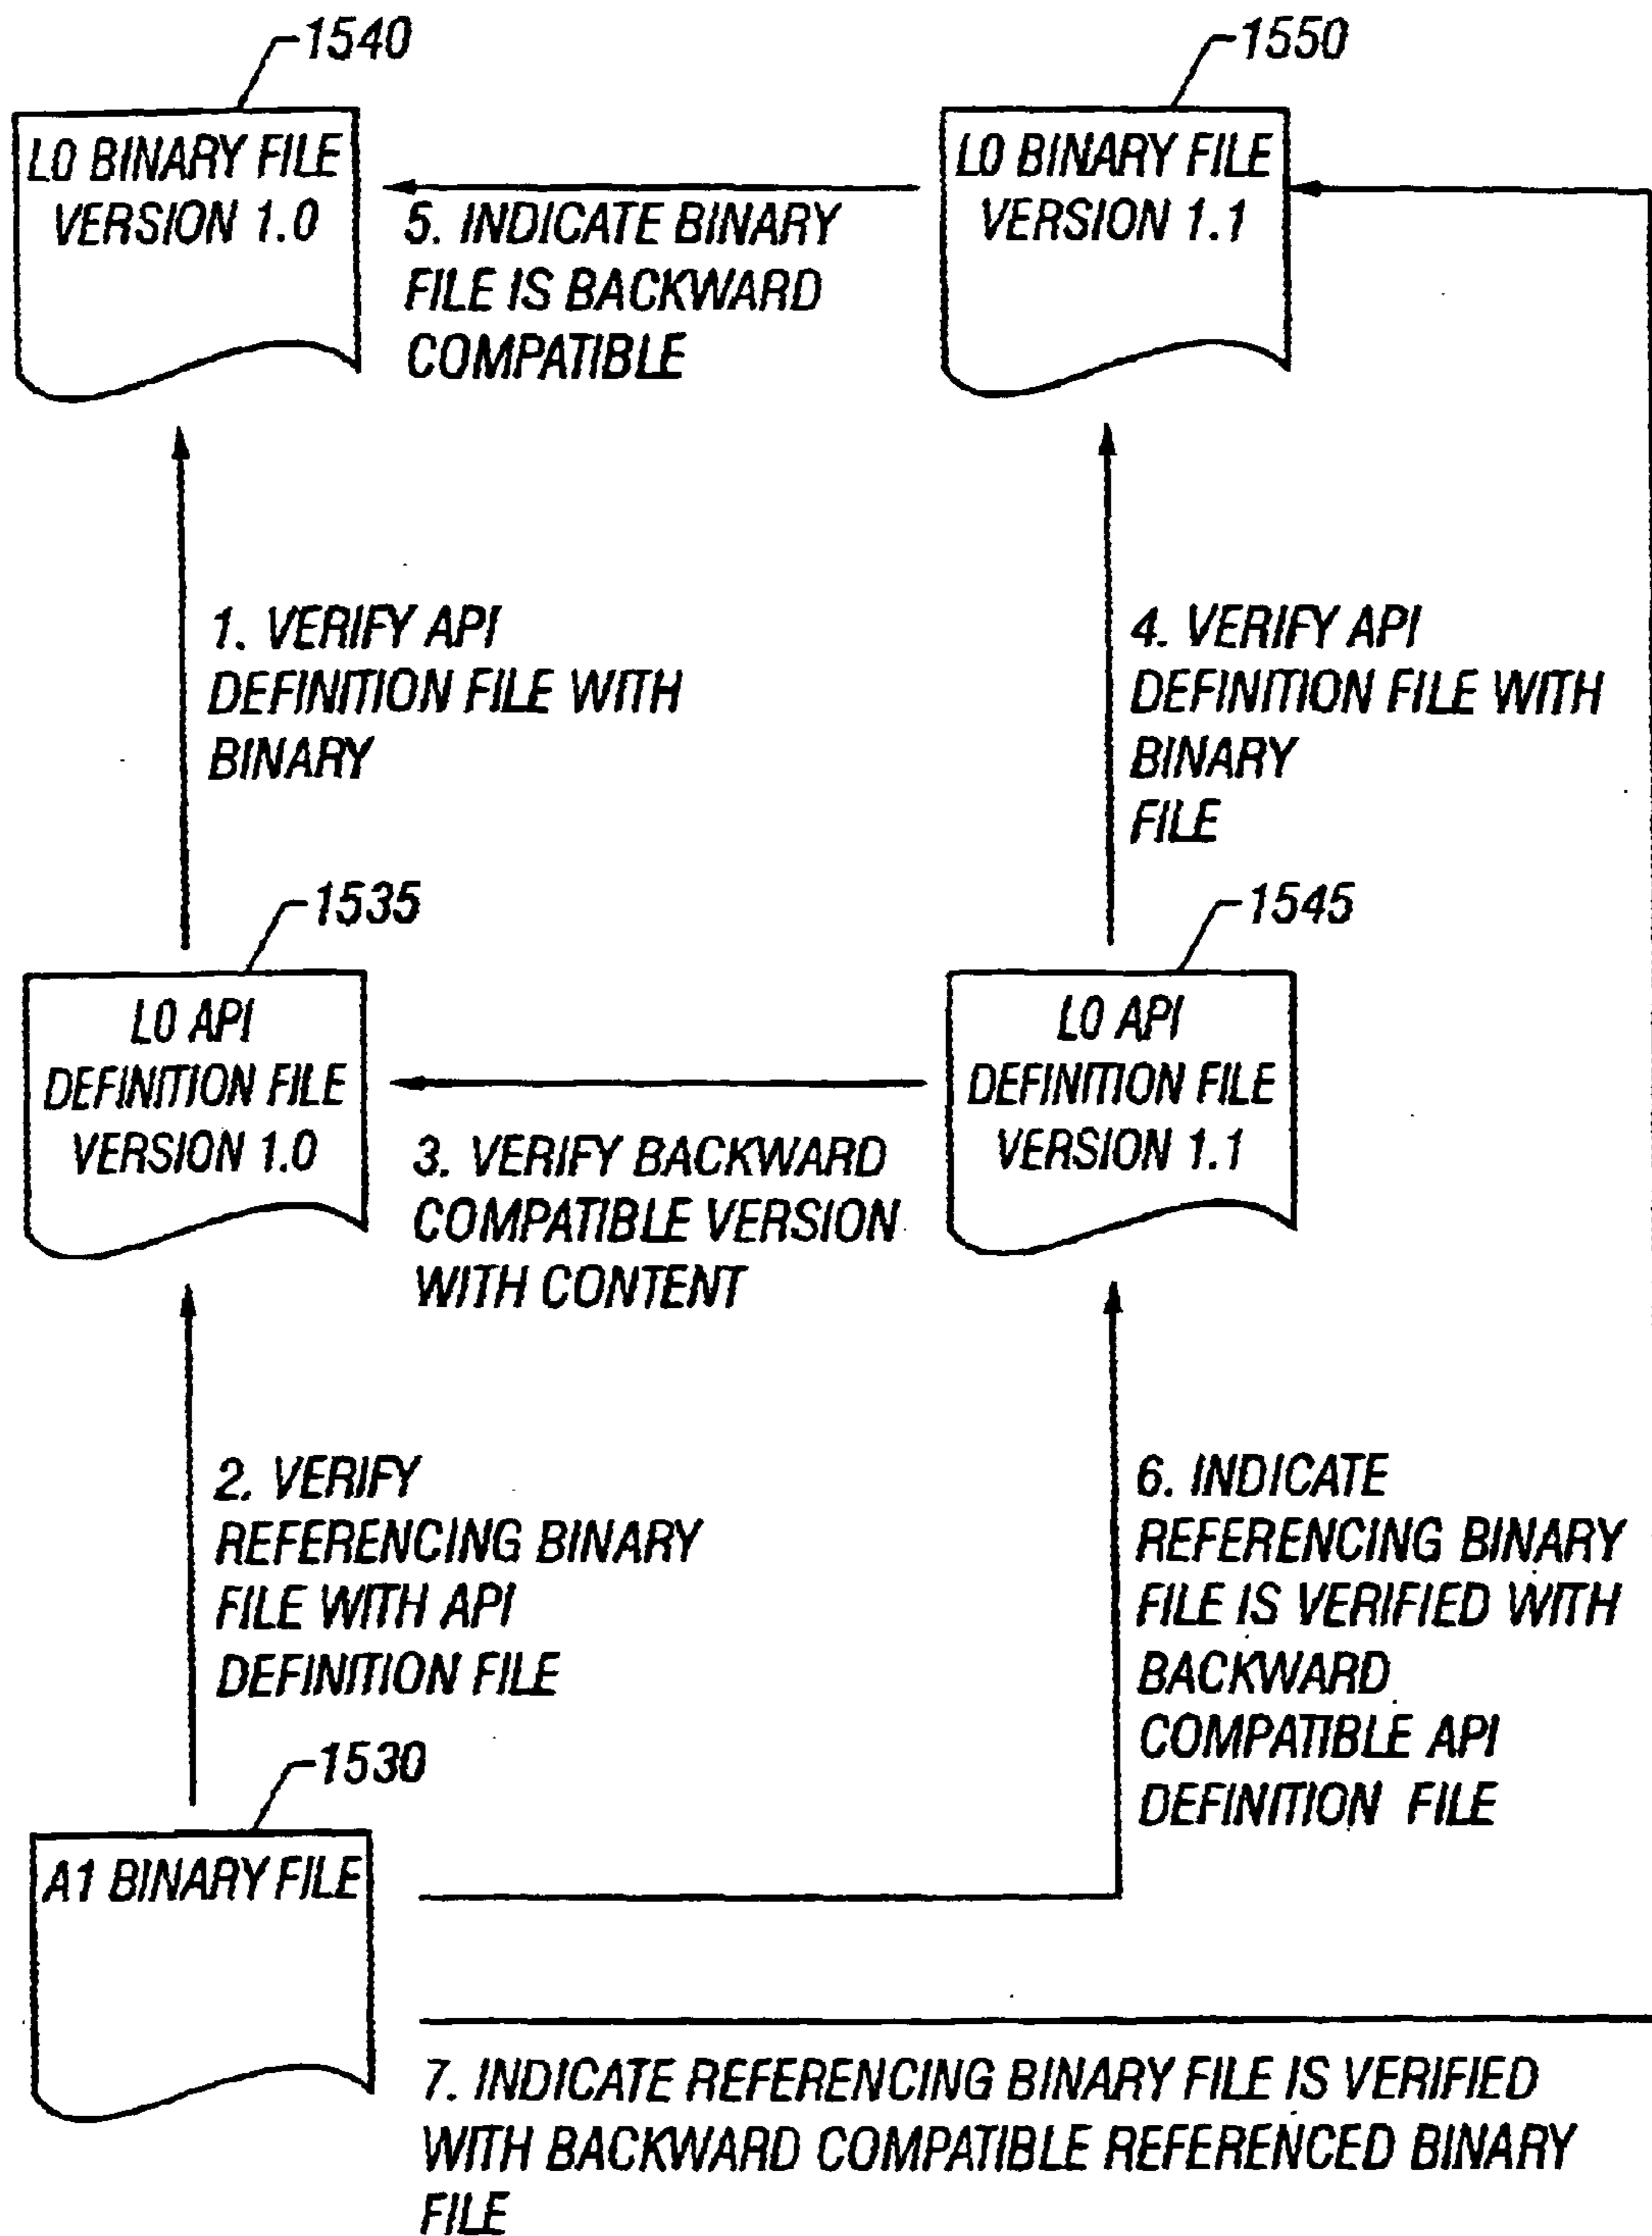 1540
1550
L0 BINARY FILE
VERSION 1.0
5. INDICATE BINARY
FILE IS BACKWARD
COMPATIBLE
L0 BINARY FILE
VERSION 1.1
1. VERIFY API
DEFINITION FILE WITH
BINARY
4. VERIFY API
DEFINITION FILE WITH
BINARY
FILE
1535
1545
L0 API
DEFINITION FILE
VERSION 1.0
3. VERIFY BACKWARD
COMPATIBLE VERSION
WITH CONTENT
L0 API
DEFINITION FILE
VERSION 1.1
2. VERIFY
REFERENCING BINARY
FILE WITH API
DEFINITION FILE
6. INDICATE
REFERENCING BINARY
FILE IS VERIFIED WITH
BACKWARD
COMPATIBLE API
DEFINITION FILE
1530
A1 BINARY FILE
7. INDICATE REFERENCING BINARY FILE IS VERIFIED
WITH BACKWARD COMPATIBLE REFERENCED BINARY
FILE